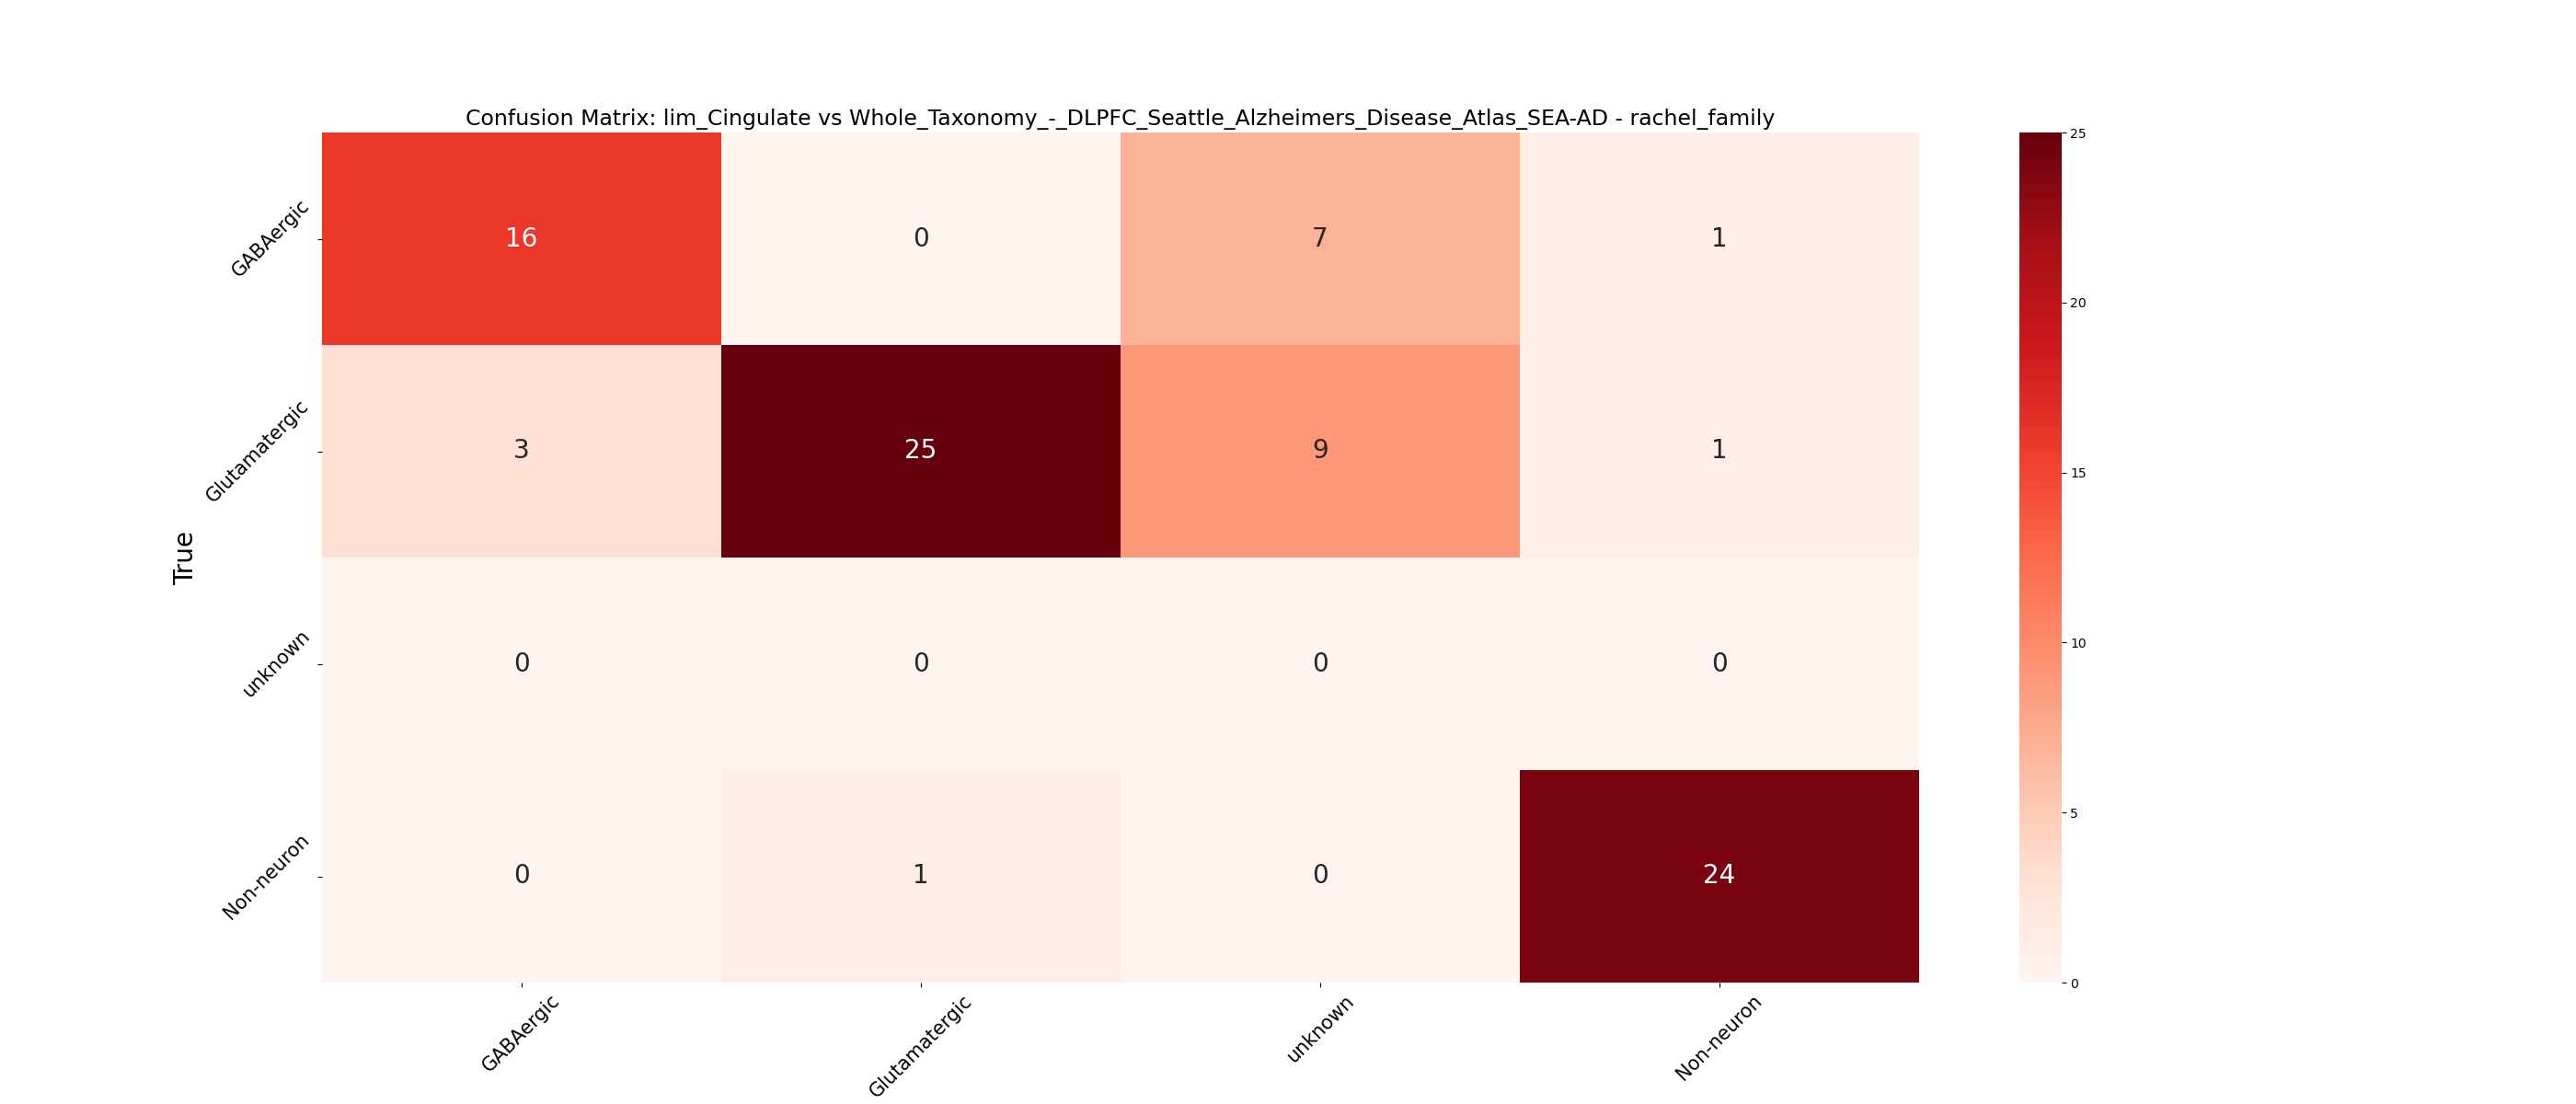 Confusion Matrix: lim_Cingulate vs Whole_Taxonomy_-_DLPFC_Seattle_Alzheimers_Disease_Atlas_SEA-AD - rachel_family
True
GABAergic
16 0 7 1
Glutamatergic
3 25 9 1
unknown
0 0 0 0
Non-neuron
0 1 0 24
GABAergic Glutamatergic unknown Non-neuron
25
20
15
10
5
0